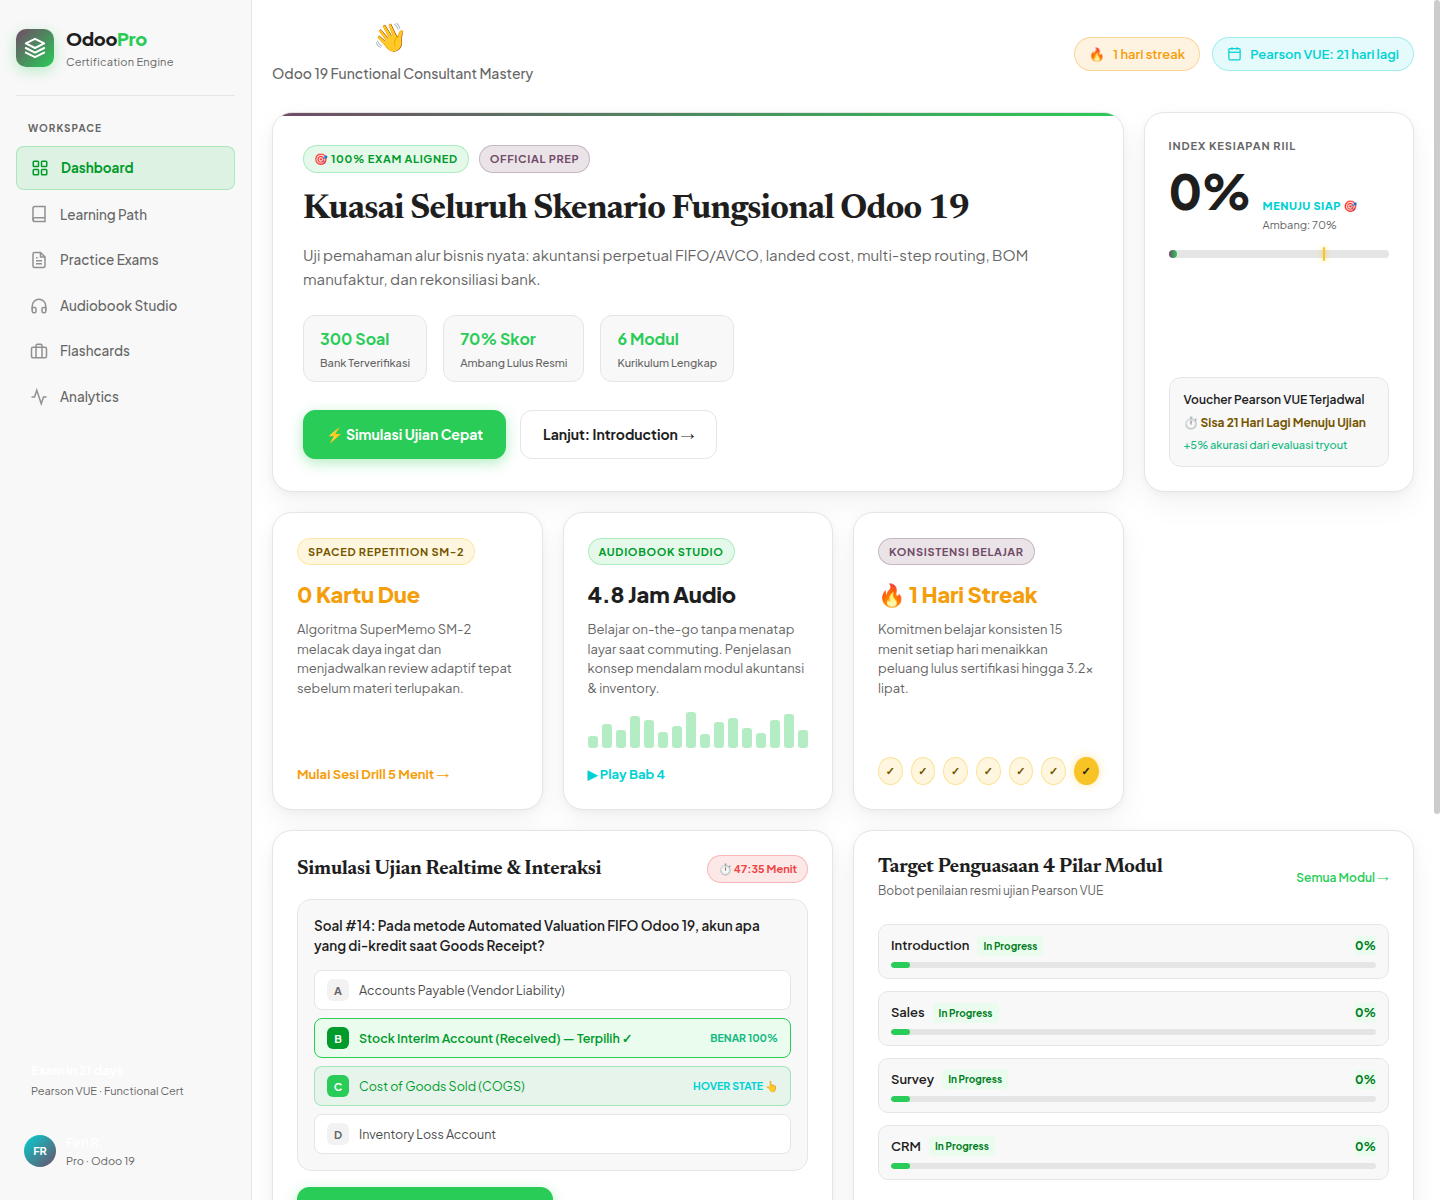 OdooPro
Certification Engine
WORKSPACE
Dashboard
Learning Path
Practice Exams
Audiobook Studio
Flashcards
Analytics
Exam in 21 days
Pearson VUE · Functional Cert
FR
Feri R.
Pro · Odoo 19
👋
Odoo 19 Functional Consultant Mastery
🔥 1 hari streak
Pearson VUE: 21 hari lagi
🎯 100% EXAM ALIGNED
OFFICIAL PREP
Kuasai Seluruh Skenario Fungsional Odoo 19
Uji pemahaman alur bisnis nyata: akuntansi perpetual FIFO/AVCO, landed cost, multi-step routing, BOM
manufaktur, dan rekonsiliasi bank.
300 Soal
Bank Terverifikasi
70% Skor
Ambang Lulus Resmi
6 Modul
Kurikulum Lengkap
⚡ Simulasi Ujian Cepat
Lanjut: Introduction →
INDEX KESIAPAN RIIL
0%
MENUJU SIAP 🎯
Ambang: 70%
Voucher Pearson VUE Terjadwal
⏱️ Sisa 21 Hari Lagi Menuju Ujian
+5% akurasi dari evaluasi tryout
SPACED REPETITION SM-2
0 Kartu Due
Algoritma SuperMemo SM-2
melacak daya ingat dan
menjadwalkan review adaptif tepat
sebelum materi terlupakan.
Mulai Sesi Drill 5 Menit →
AUDIOBOOK STUDIO
4.8 Jam Audio
Belajar on-the-go tanpa menatap
layar saat commuting. Penjelasan
konsep mendalam modul akuntansi
& inventory.
▶ Play Bab 4
KONSISTENSI BELAJAR
🔥 1 Hari Streak
Komitmen belajar konsisten 15
menit setiap hari menaikkan
peluang lulus sertifikasi hingga 3.2×
lipat.
✓ ✓ ✓ ✓ ✓ ✓ ✓
Simulasi Ujian Realtime & Interaksi
⏱️ 47:35 Menit
Soal #14: Pada metode Automated Valuation FIFO Odoo 19, akun apa
yang di-kredit saat Goods Receipt?
A Accounts Payable (Vendor Liability)
B Stock Interim Account (Received) — Terpilih ✓ BENAR 100%
C Cost of Goods Sold (COGS) HOVER STATE 👆
D Inventory Loss Account
Target Penguasaan 4 Pilar Modul
Bobot penilaian resmi ujian Pearson VUE
Semua Modul →
Introduction In Progress 0%
Sales In Progress 0%
Survey In Progress 0%
CRM In Progress 0%